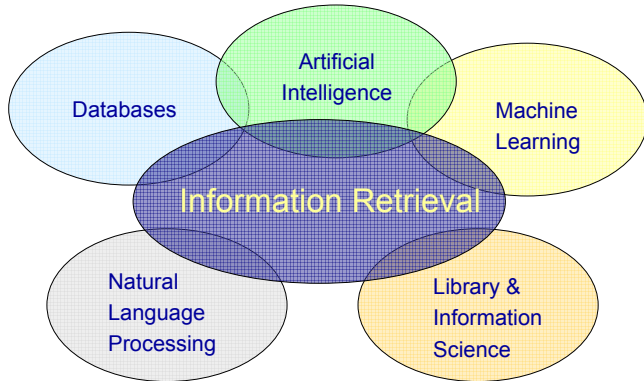 Artificial
Intelligence
Databases
Machine
Learning
Information Retrieval
Natural
Language
Processing
Library &
Information
Science